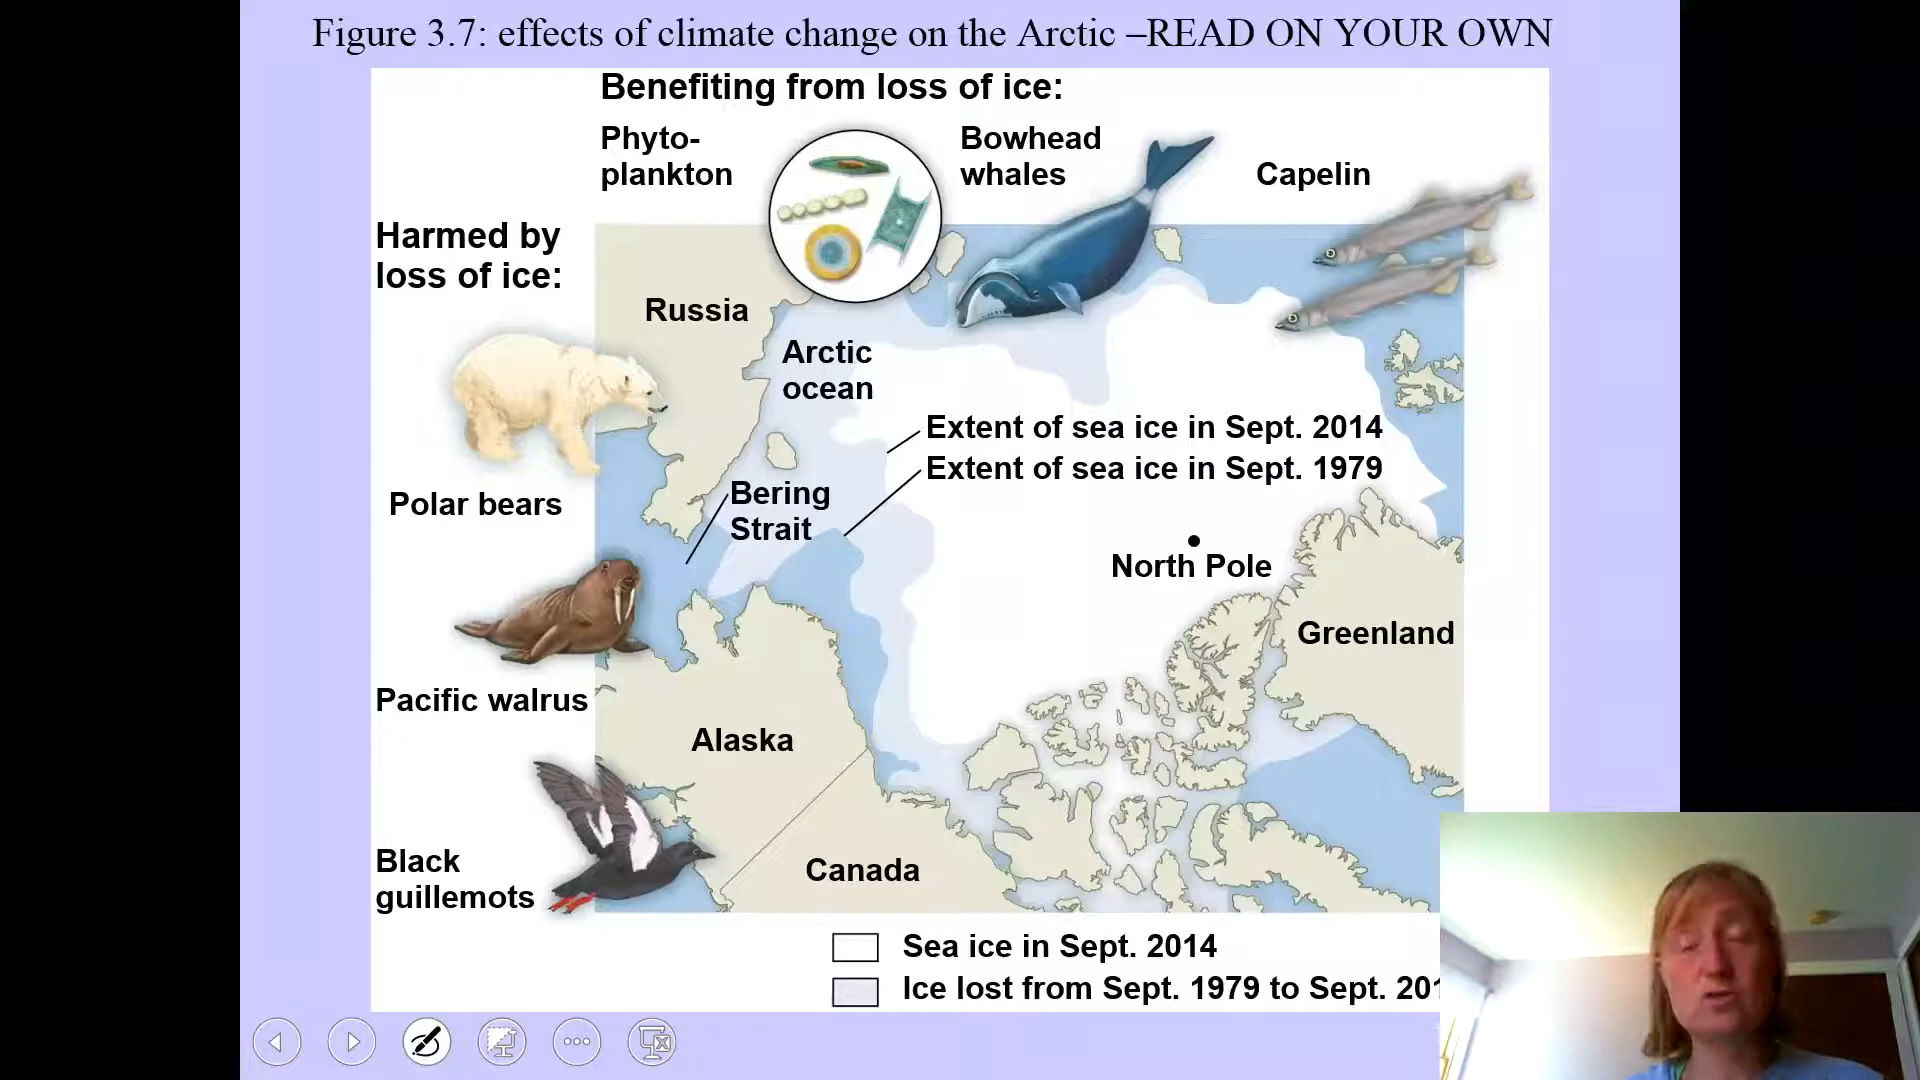 Figure 3.7: effects of climate change on the Arctic –READ ON YOUR OWN
Benefiting from loss of ice:
Phyto-
plankton
Bowhead
whales
Capelin
Harmed by
loss of ice:
Russia
Arctic
ocean
Extent of sea ice in Sept. 2014
Extent of sea ice in Sept. 1979
Polar bears
Bering
Strait
North Pole
Greenland
Pacific walrus
Alaska
Black
guillemots
Canada
Sea ice in Sept. 2014
Ice lost from Sept. 1979 to Sept.